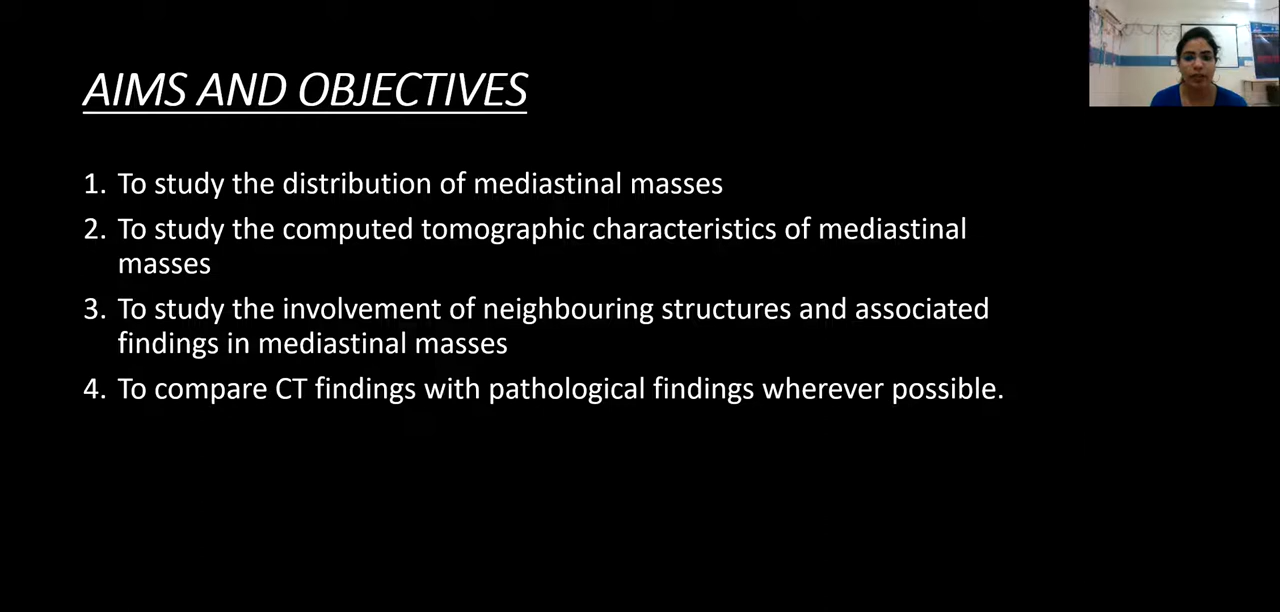 AIMS AND OBJECTIVES
1. To study the distribution of mediastinal masses
2. To study the computed tomographic characteristics of mediastinal
masses
3. To study the involvement of neighbouring structures and associated
findings in mediastinal masses
4. To compare CT findings with pathological findings wherever possible.